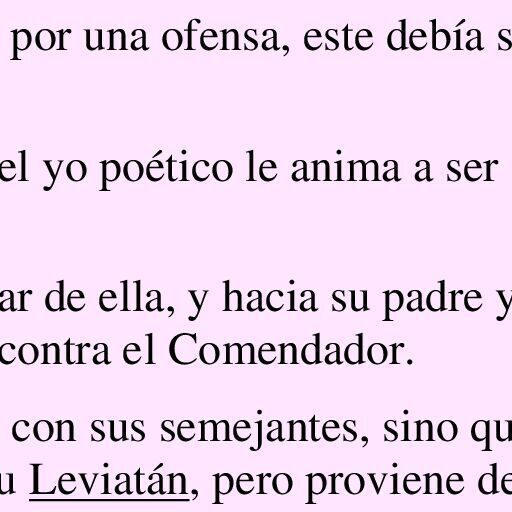 por una ofensa, este debía s
el yo poético le anima a ser
ar de ella, y hacia su padre y
contra el Comendador.
con sus semejantes, sino qu
u Leviatán, pero proviene de